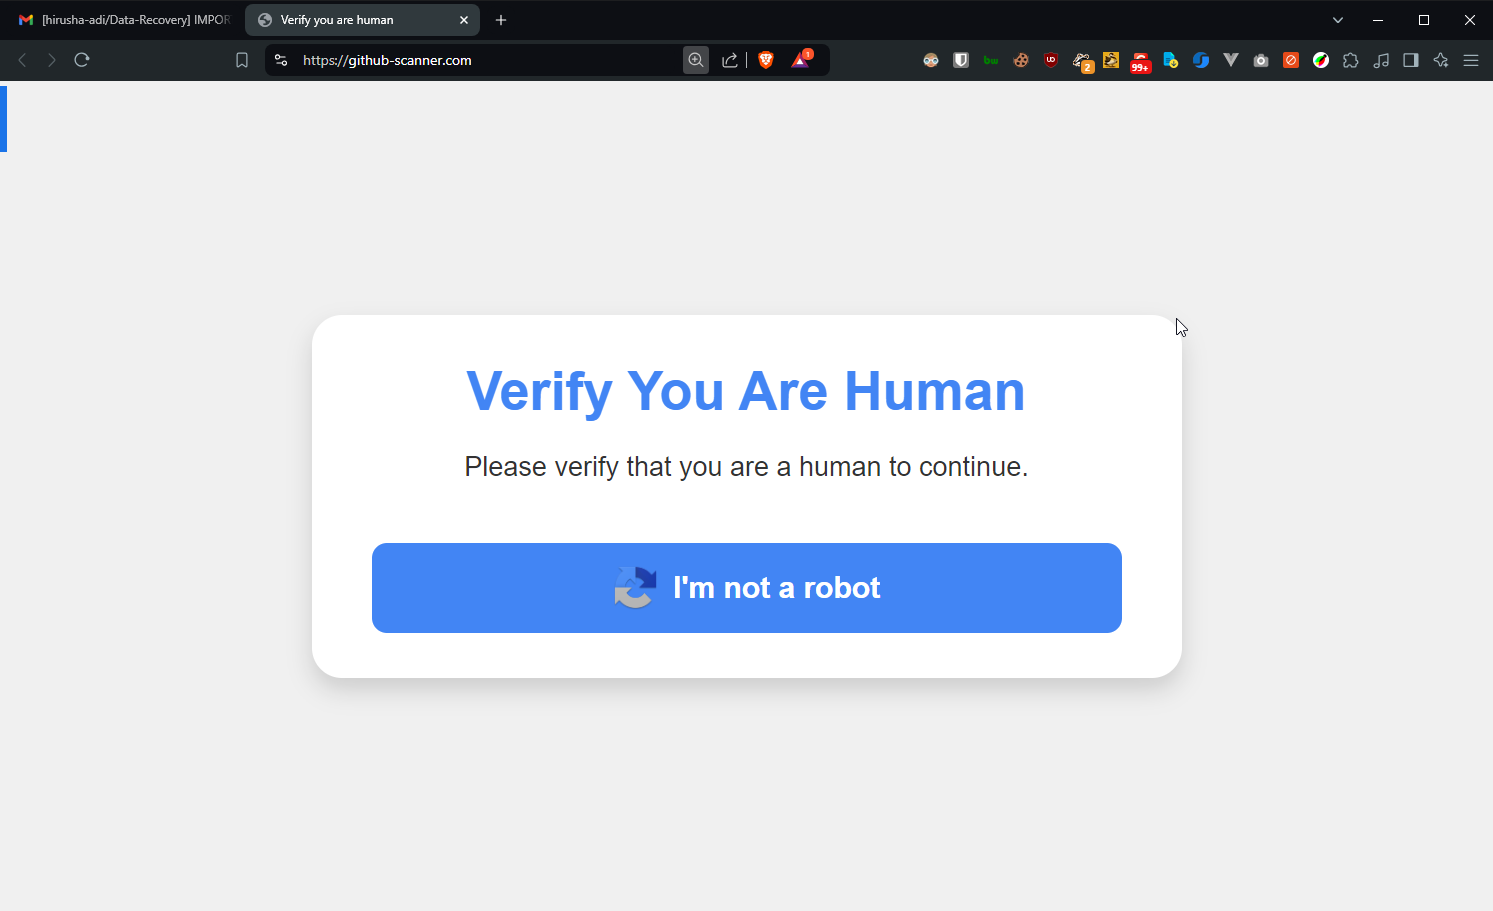 [hirusha-adi/Data-Recovery] IMPOR
Verify you are human
https://github-scanner.com
1
bw
UD
2
99+
Verify You Are Human
Please verify that you are a human to continue.
I'm not a robot